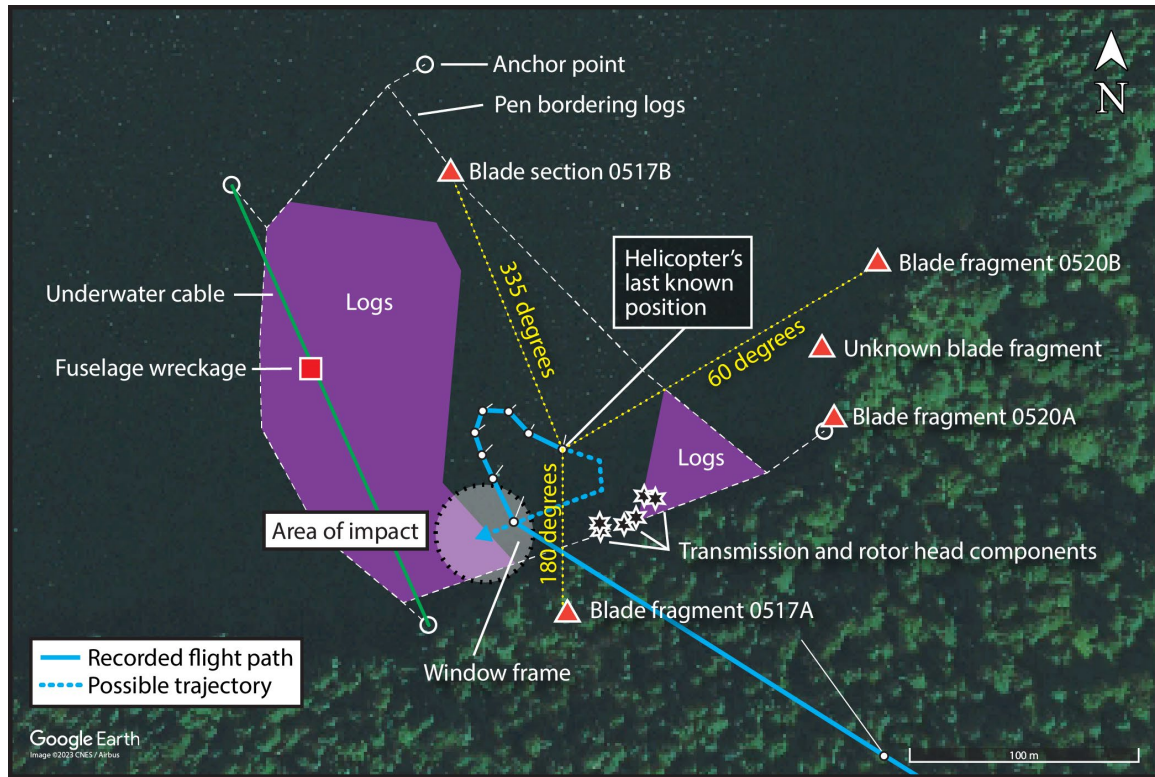 N
Anchor point
Pen bordering logs
Blade section 0517B
Helicopter's
last known
position
Blade fragment 0520B
335 degrees
60 degrees
Underwater cable
Logs
Unknown blade fragment
Fuselage wreckage
Blade fragment 0520A
Logs
Area of impact
180 degrees
Transmission and rotor head components
Blade fragment 0517A
Window frame
Recorded flight path
Possible trajectory
Google Earth
Image ©2023 CNES / Airbus
100 m